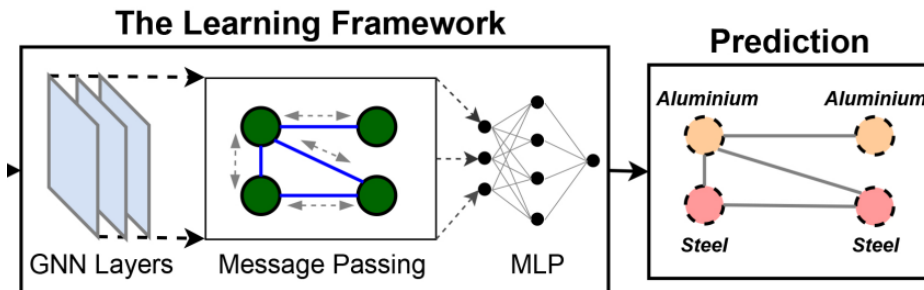 The Learning Framework
Prediction
Aluminium Aluminium
Steel Steel
GNN Layers Message Passing MLP